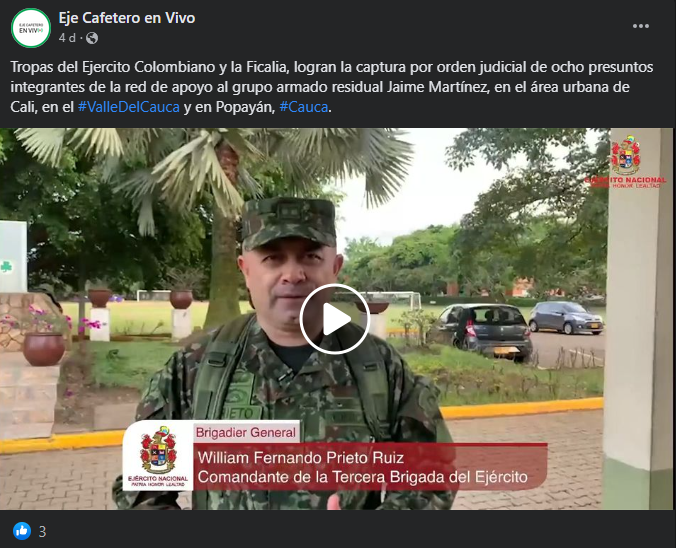 EJE CAFETERO
EN VIVO
Eje Cafetero en Vivo
4 d ·
Tropas del Ejercito Colombiano y la Ficalia, logran la captura por orden judicial de ocho presuntos
integrantes de la red de apoyo al grupo armado residual Jaime Martínez, en el área urbana de
Cali, en el #ValleDelCauca y en Popayán, #Cauca.
EJÉRCITO NACIONAL
PATRIA HONOR LEALTAD
PRIETO
Brigadier General
William Fernando Prieto Ruiz
Comandante de la Tercera Brigada del Ejército
EJÉRCITO NACIONAL
PATRIA HONOR LEALTAD
3